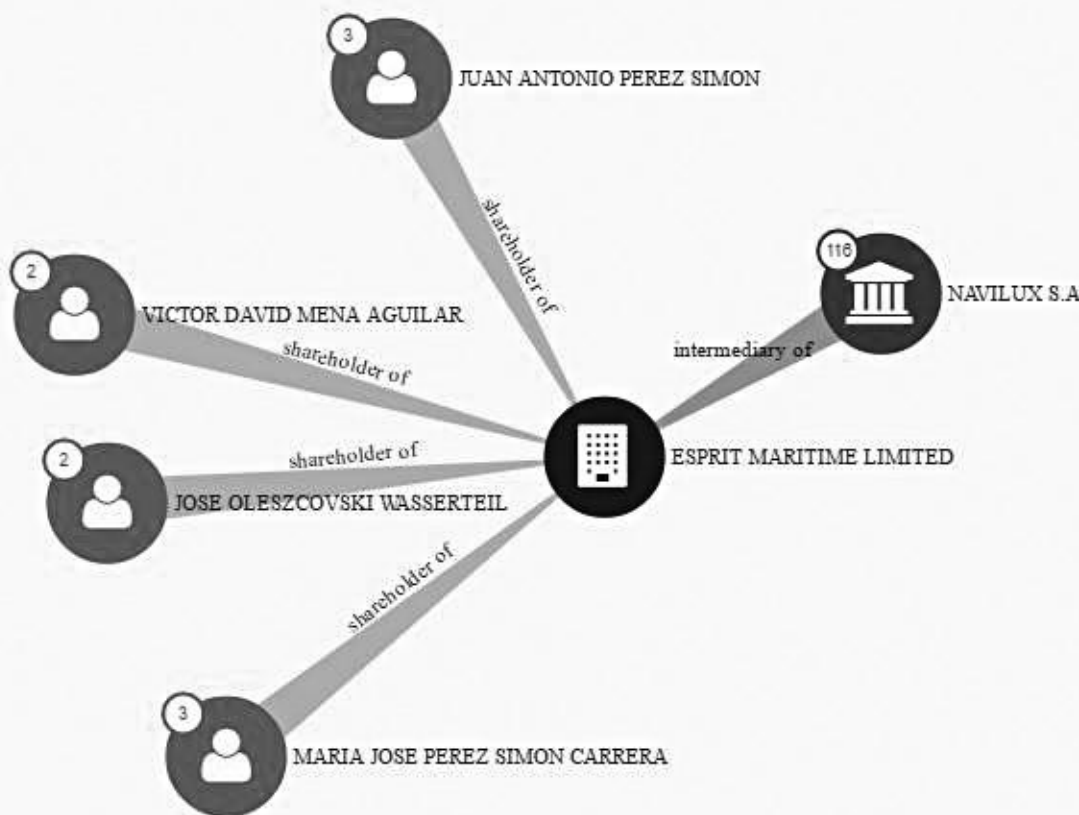 3
JUAN ANTONIO PEREZ SIMON
shareholder of
116
NAVILUX S.A
intermediary of
2
VICTOR DAVID MENA AGUILAR
shareholder of
ESPRIT MARITIME LIMITED
2
shareholder of
JOSE OLESZCOVSKI WASSERTEIL
shareholder of
3
MARIA JOSE PEREZ SIMON CARRERA